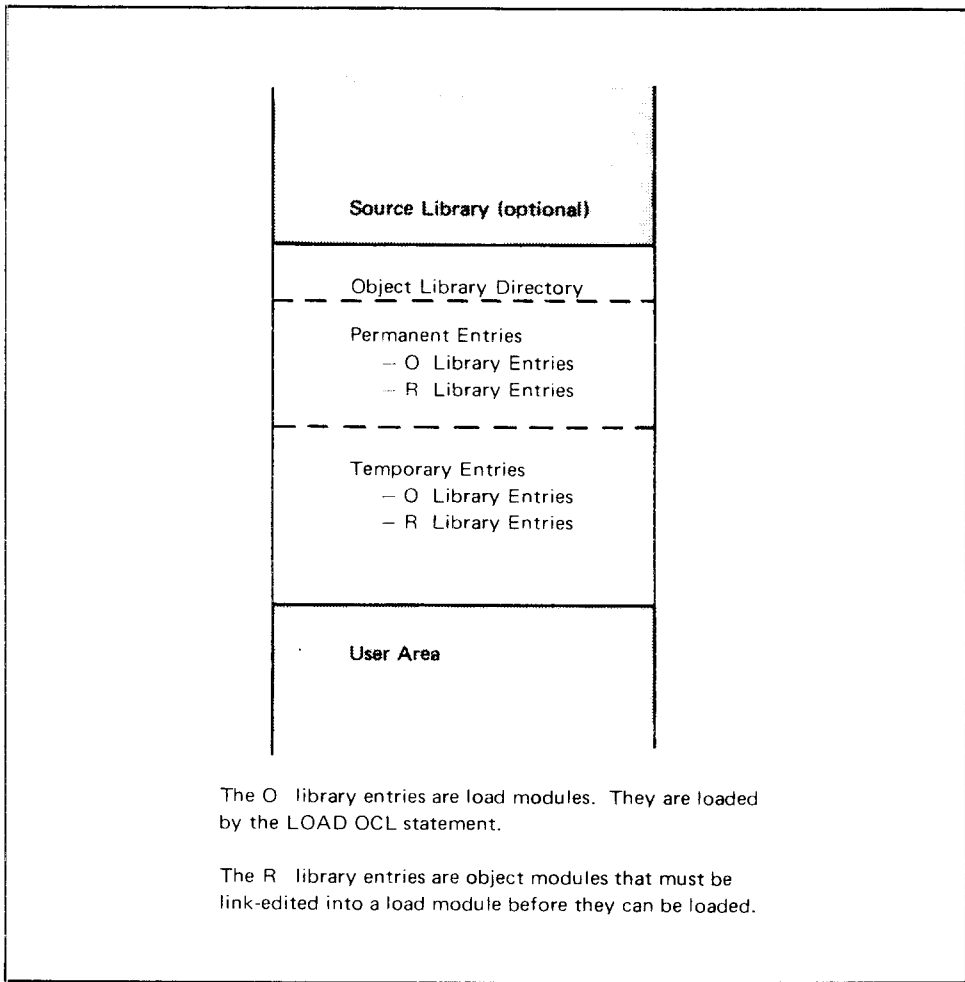 Source Library (optional)
Object Library Directory
Permanent Entries
– O Library Entries
– R Library Entries
Temporary Entries
– O Library Entries
– R Library Entries
User Area
The O library entries are load modules. They are loaded
by the LOAD OCL statement.
The R library entries are object modules that must be
link-edited into a load module before they can be loaded.